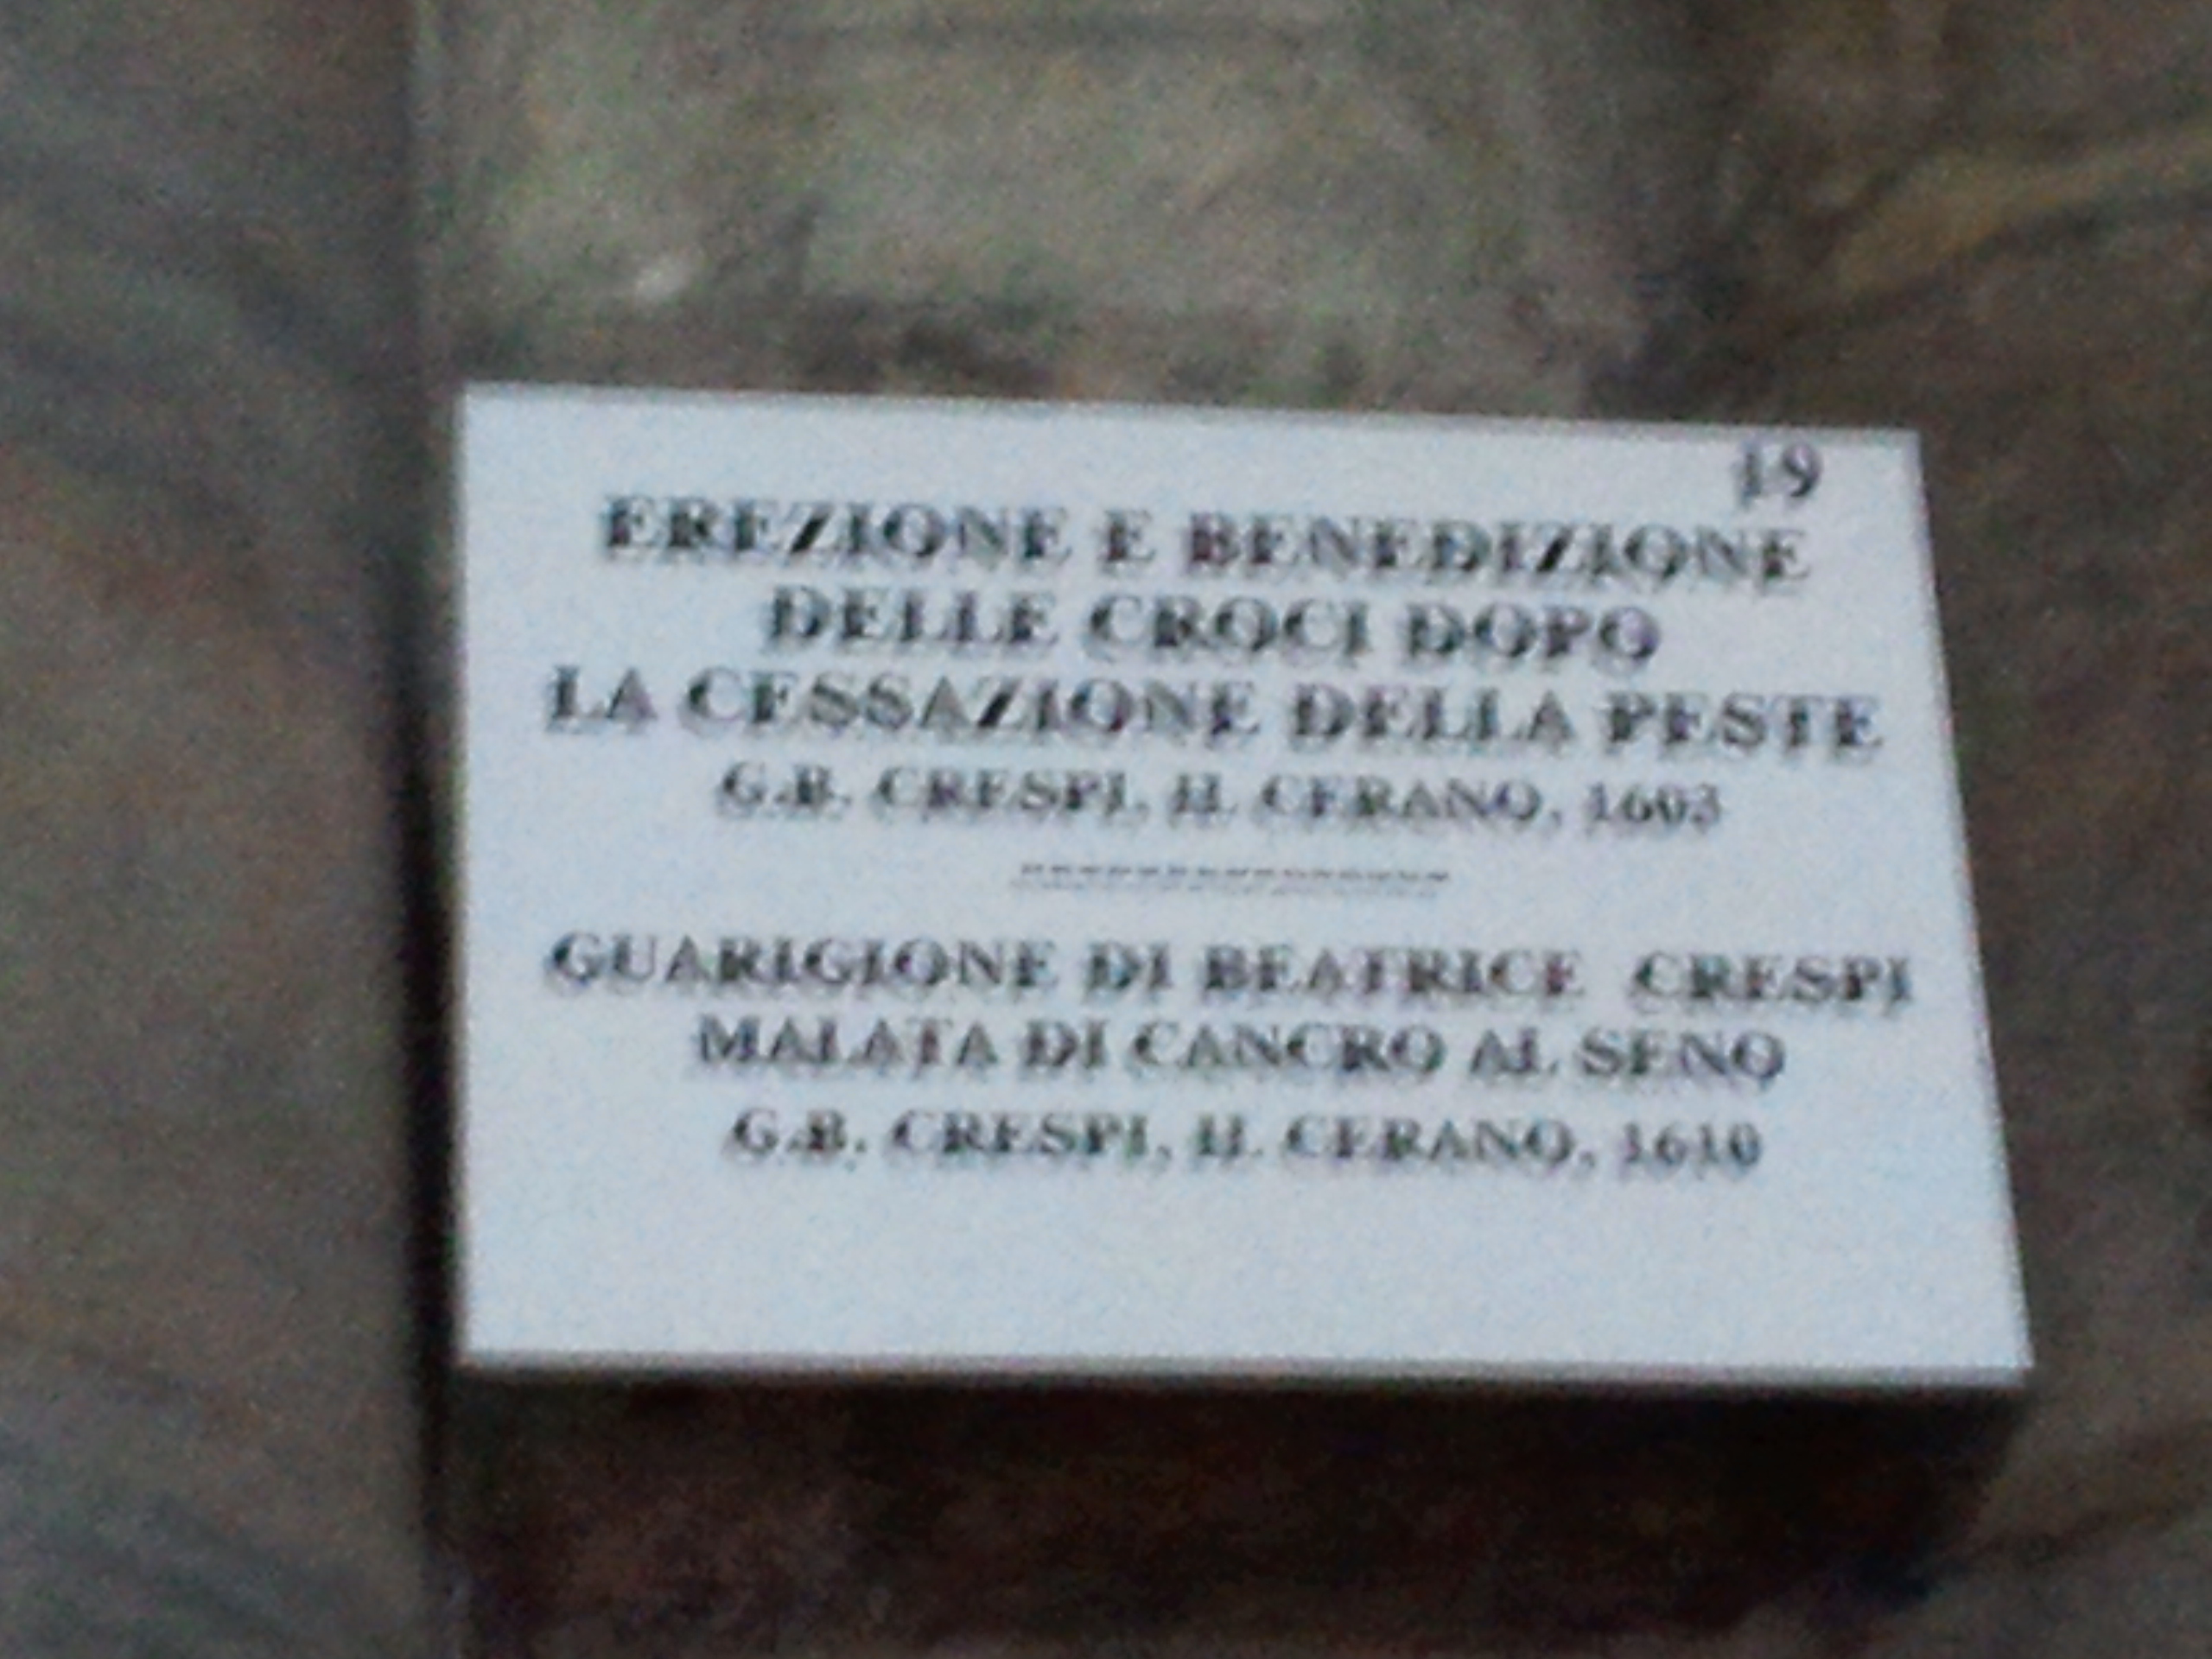 19
EREZIONE E BENEDIZIONE
DELLE CROCI DOPO
LA CESSAZIONE DELLA PESTE
G.B. CRESPI, IL CERANO, 1603
GUARIGIONE DI BEATRICE CRESPI
MALATA DI CANCRO AL SENO
G.B. CRESPI, IL CERANO, 1610